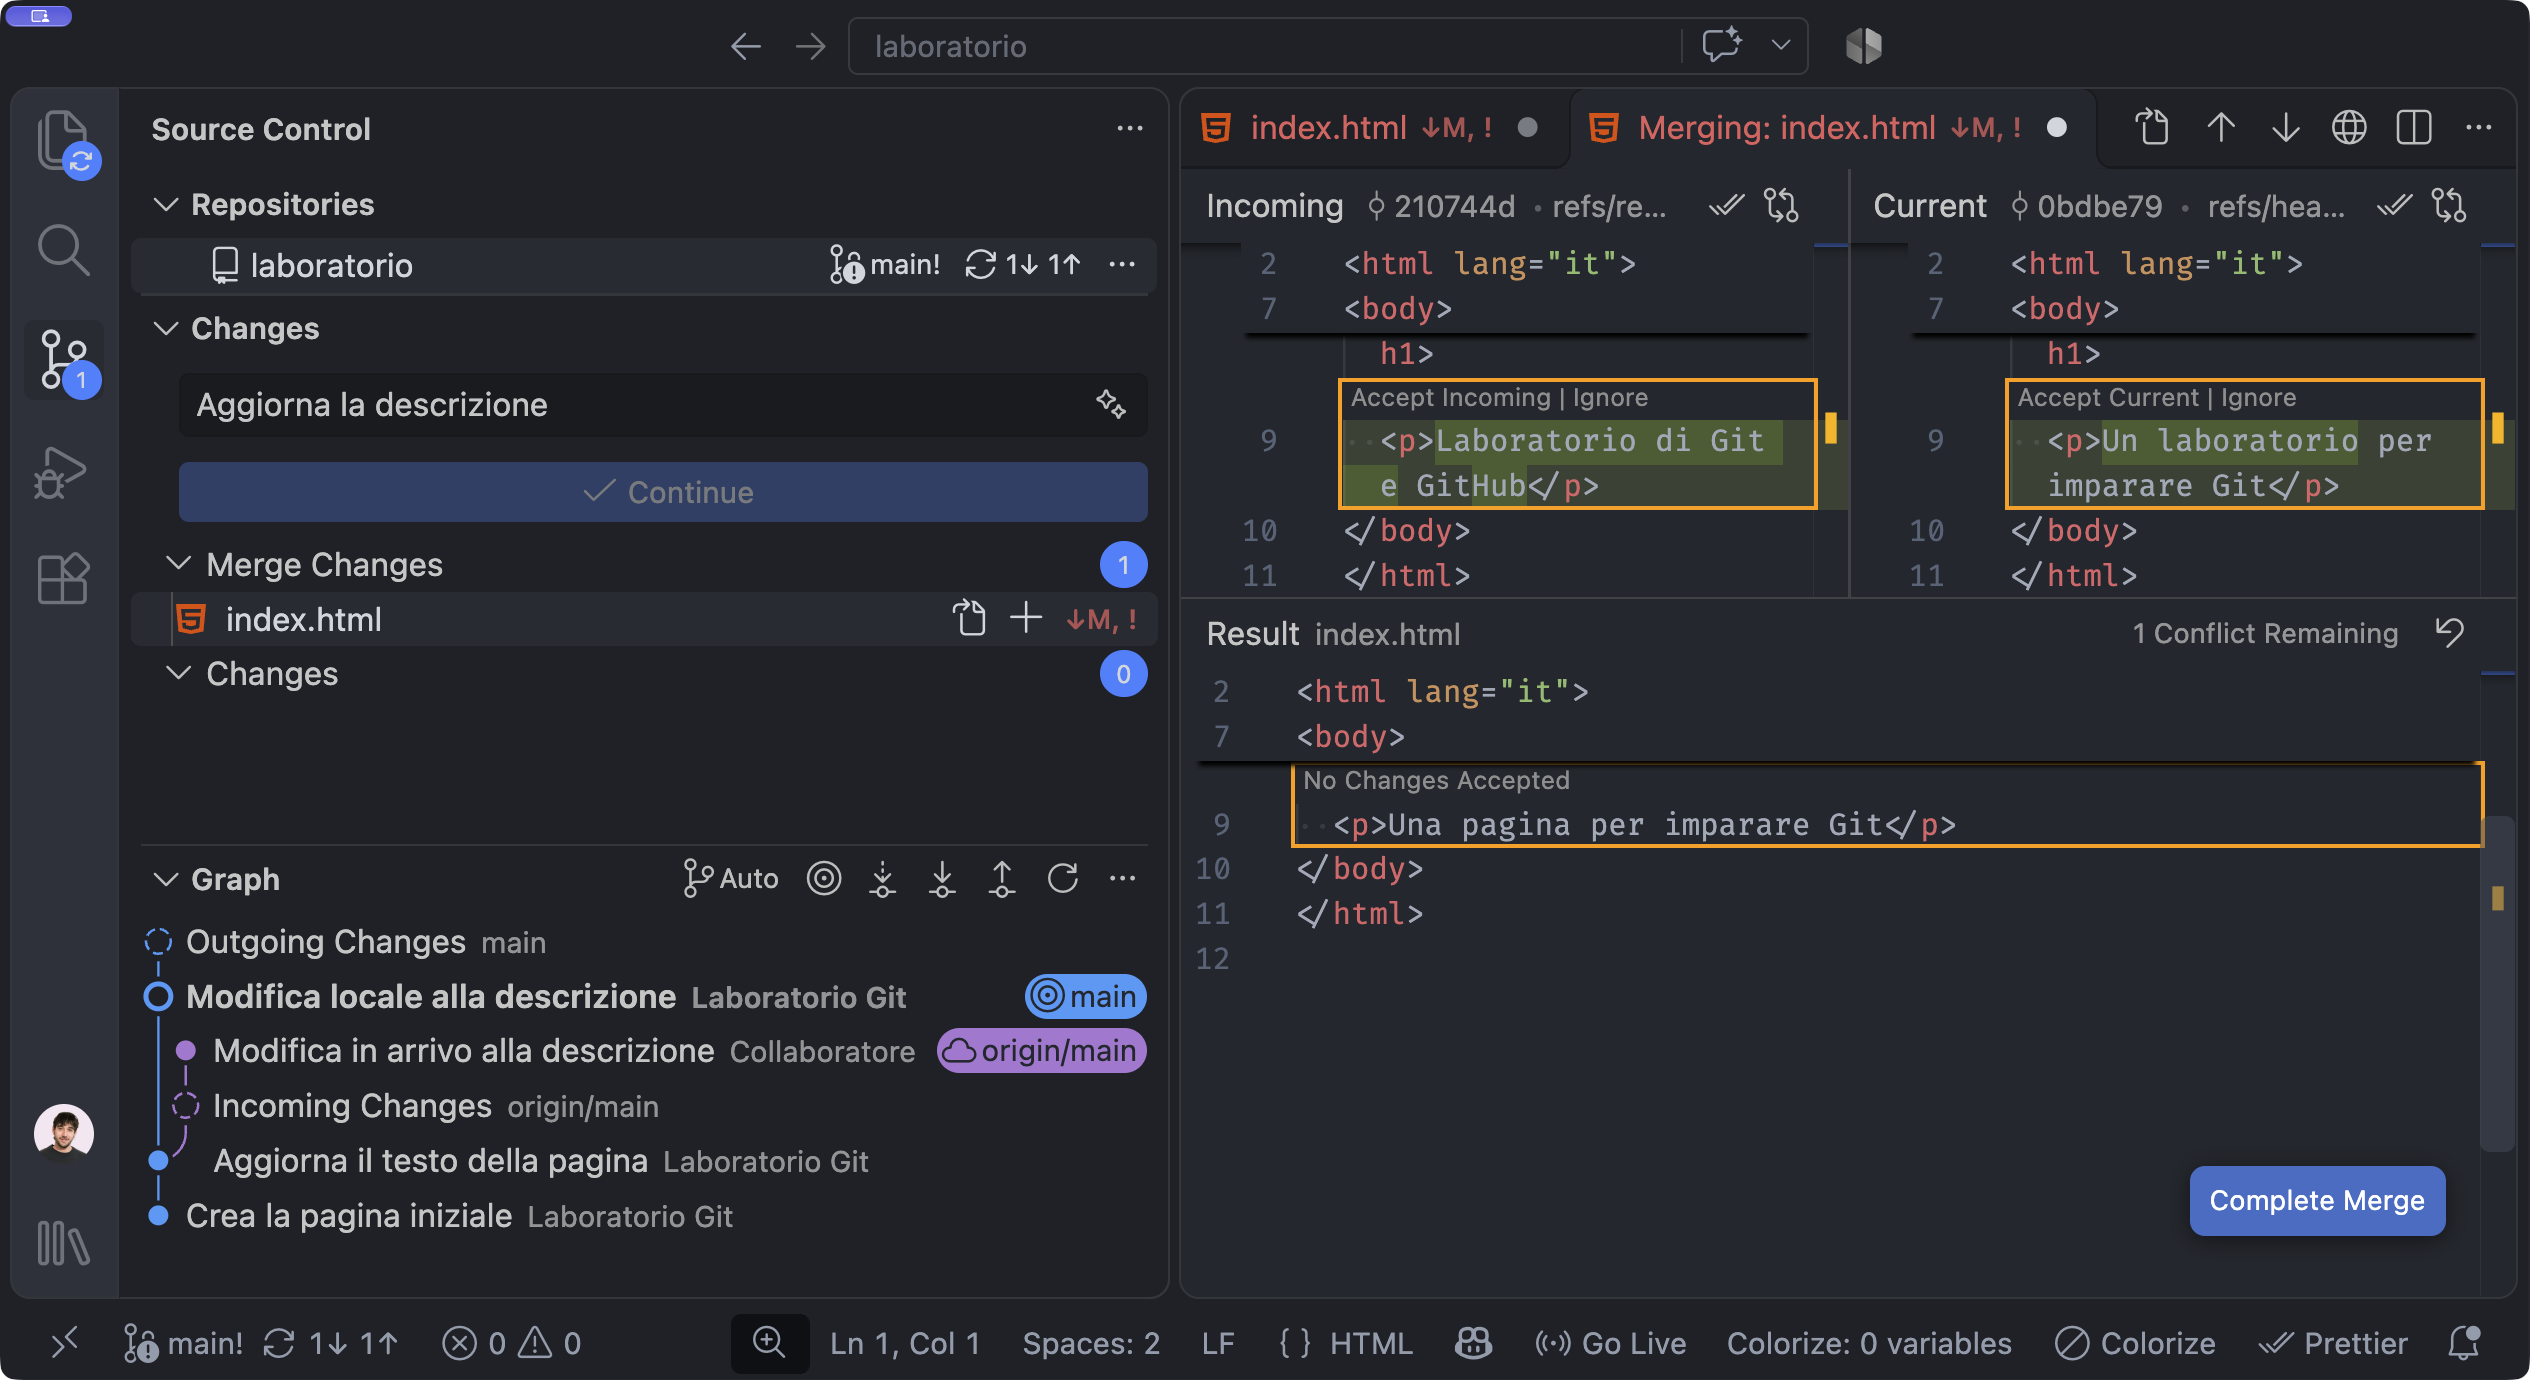 laboratorio
Source Control
Repositories
laboratorio main! 1↓ 1↑
Changes
Aggiorna la descrizione
Continue
Merge Changes 1
index.html ↓M, !
Changes 0
Graph Auto
Outgoing Changes main
Modifica locale alla descrizione Laboratorio Git main
Modifica in arrivo alla descrizione Collaboratore origin/main
Incoming Changes origin/main
Aggiorna il testo della pagina Laboratorio Git
Crea la pagina iniziale Laboratorio Git
1
index.html ↓M, ! Merging: index.html ↓M, !
Incoming 210744d • refs/re...
2 <html lang="it">
7 <body>
h1>
Accept Incoming | Ignore
9 <p>Laboratorio di Git
e GitHub</p>
10 </body>
11 </html>
Current 0bdbe79 • refs/hea...
2 <html lang="it">
7 <body>
h1>
Accept Current | Ignore
9 <p>Un laboratorio per
imparare Git</p>
10 </body>
11 </html>
Result index.html 1 Conflict Remaining
2 <html lang="it">
7 <body>
No Changes Accepted
9 <p>Una pagina per imparare Git</p>
10 </body>
11 </html>
12
Complete Merge
main! 1↓ 1↑ 0 0 Ln 1, Col 1 Spaces: 2 LF {} HTML Go Live Colorize: 0 variables Colorize Prettier